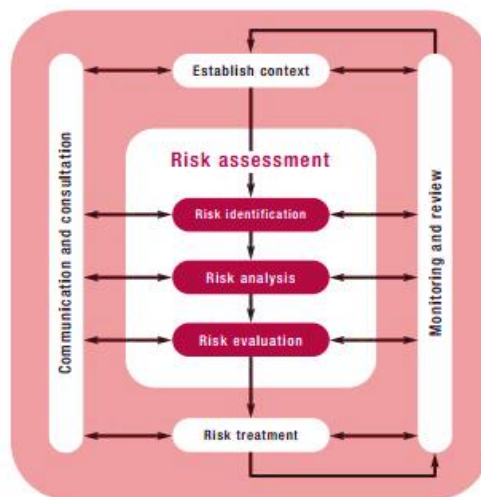 Establish context
Communication and consultation
Risk assessment
Risk identification
Risk analysis
Risk evaluation
Monitoring and review
Risk treatment